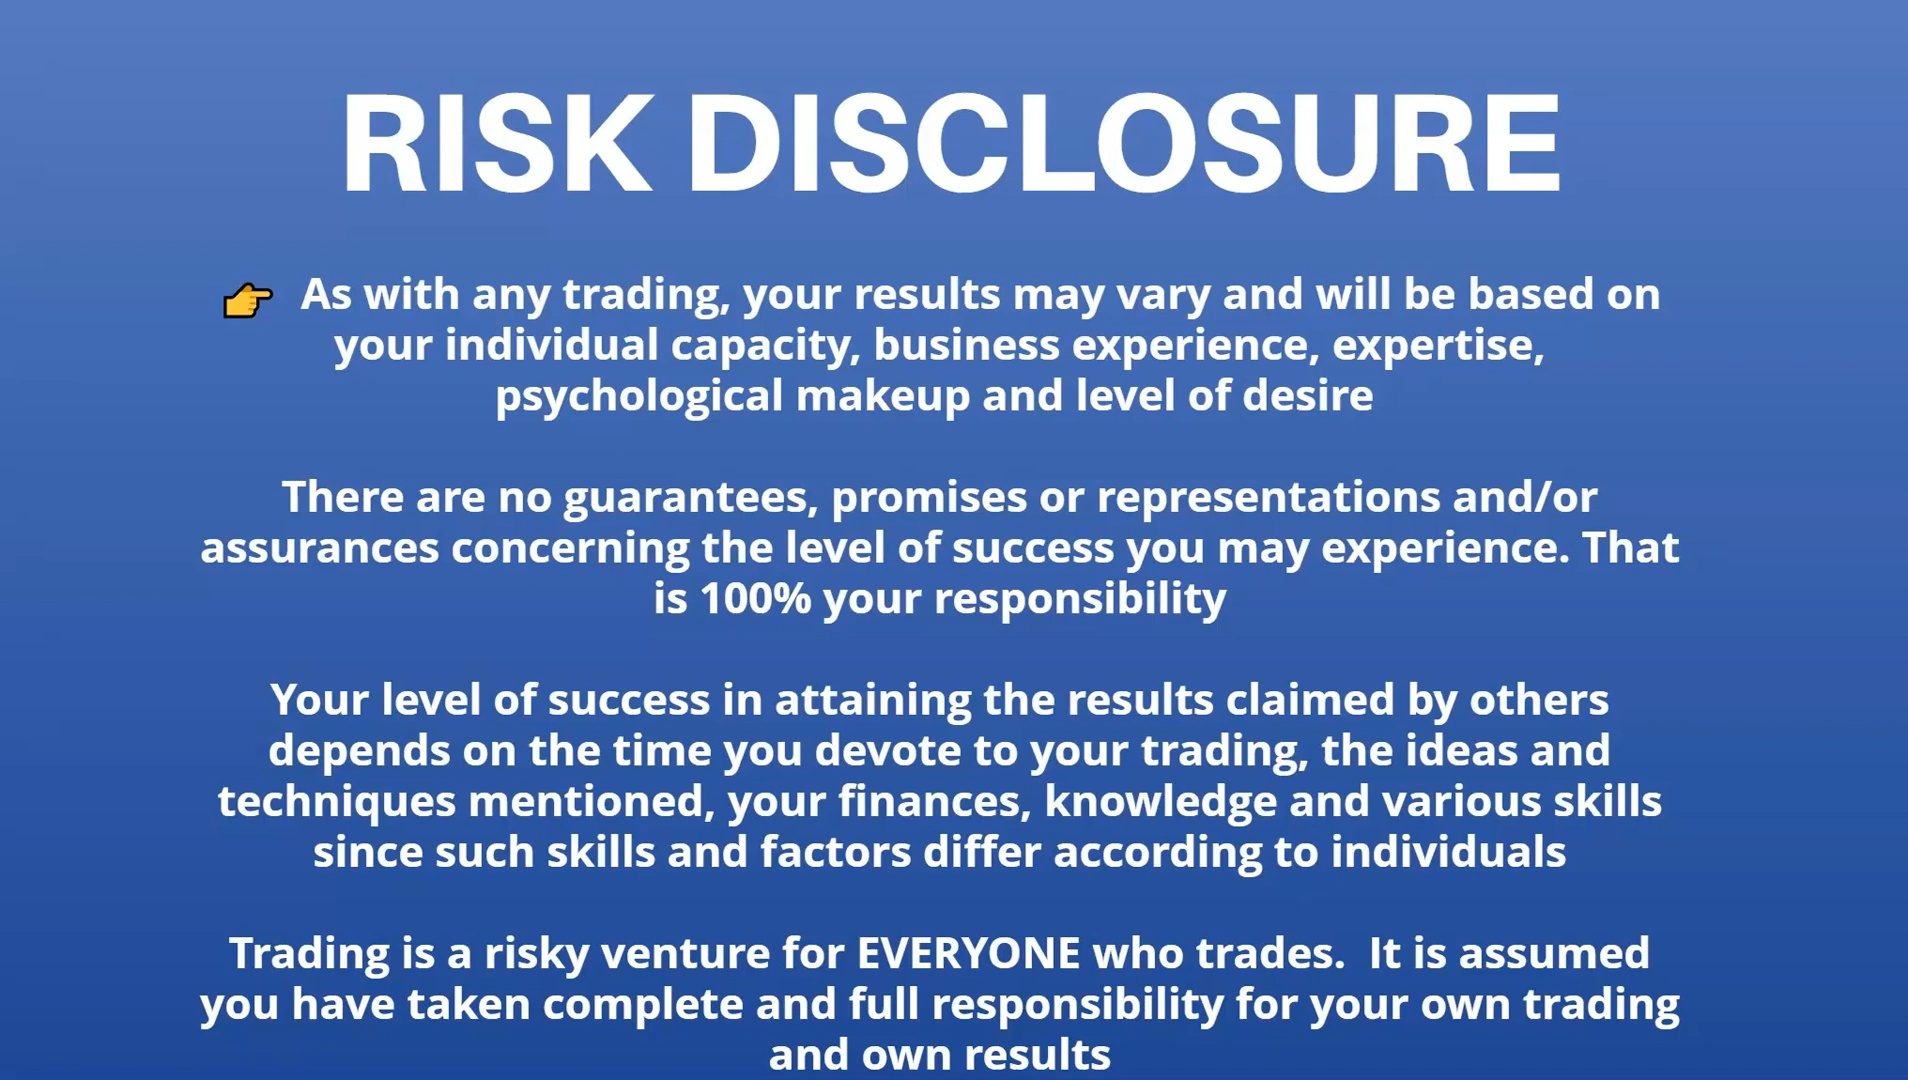 RISK DISCLOSURE
👉 As with any trading, your results may vary and will be based on
your individual capacity, business experience, expertise,
psychological makeup and level of desire
There are no guarantees, promises or representations and/or
assurances concerning the level of success you may experience. That
is 100% your responsibility
Your level of success in attaining the results claimed by others
depends on the time you devote to your trading, the ideas and
techniques mentioned, your finances, knowledge and various skills
since such skills and factors differ according to individuals
Trading is a risky venture for EVERYONE who trades.  It is assumed
you have taken complete and full responsibility for your own trading
and own results